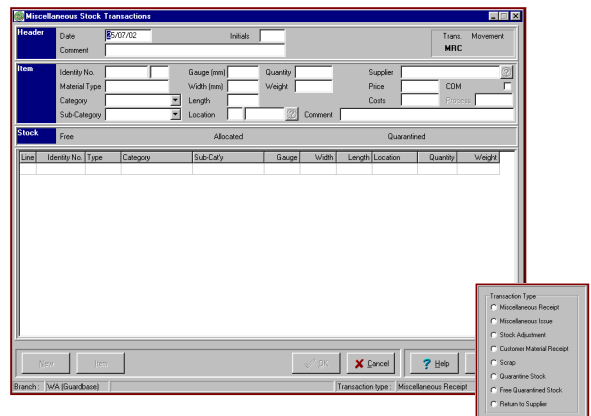 Miscellaneous Stock Transactions
Header Date 25/07/02 Initials Trans. Movement
Comment MRC
Item Identity No. Gauge (mm) Quantity Supplier
Material Type Width (mm) Weight Price COM
Category Length Costs Process
Sub-Category Location Comment
Stock Free Allocated Quarantined
Line Identity No. Type Category Sub-Cat'y Gauge Width Length Location Quantity Weight
New Item OK Cancel ? Help
Branch : WA (Guardbase) Transaction type : Miscellaneous Receipt
Transaction Type
Miscellaneous Receipt
Miscellaneous Issue
Stock Adjustment
Customer Material Receipt
Scrap
Quarantine Stock
Free Quarantined Stock
Return to Supplier